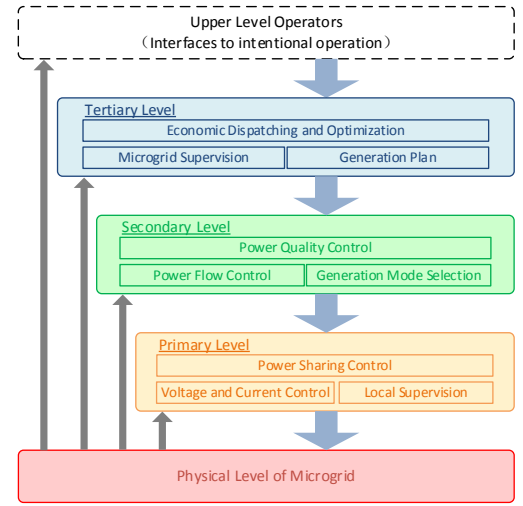 Upper Level Operators
（Interfaces to intentional operation）
Tertiary Level
Economic Dispatching and Optimization
Microgrid Supervision
Generation Plan
Secondary Level
Power Quality Control
Power Flow Control
Generation Mode Selection
Primary Level
Power Sharing Control
Voltage and Current Control
Local Supervision
Physical Level of Microgrid